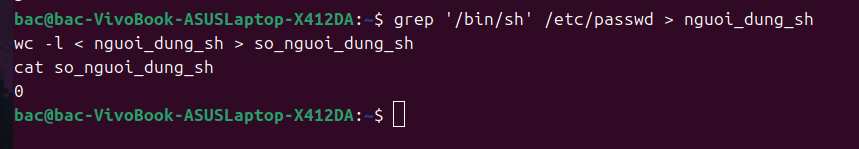 bac@bac-VivoBook-ASUSLaptop-X412DA:~$ grep '/bin/sh' /etc/passwd > nguoi_dung_sh
wc -l < nguoi_dung_sh > so_nguoi_dung_sh
cat so_nguoi_dung_sh
0
bac@bac-VivoBook-ASUSLaptop-X412DA:~$